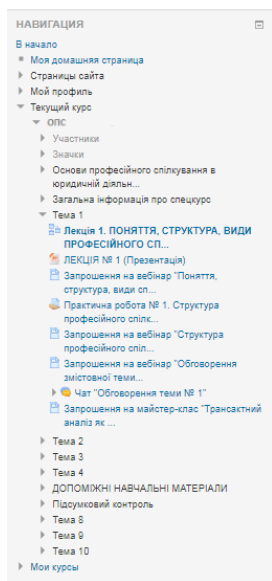 НАВИГАЦИЯ
В начало
Моя домашняя страница
Страницы сайта
Мой профиль
Текущий курс
ОПС
Участники
Значки
Основи професійного спілкування в
юридичній діяльн...
Загальна інформація про спецкурс
Тема 1
Лекція 1. ПОНЯТТЯ, СТРУКТУРА, ВИДИ
ПРОФЕСІЙНОГО СП...
ЛЕКЦІЯ № 1 (Презентація)
Запрошення на вебінар "Поняття,
структура, види сп...
Практична робота № 1. Структура
професійного спілк...
Запрошення на вебінар "Структура
професійного спіл...
Запрошення на вебінар "Обговорення
змістовної теми...
Чат "Обговорення теми № 1"
Запрошення на майстер-клас "Трансактний
аналіз як ...
Тема 2
Тема 3
Тема 4
ДОПОМІЖНІ НАВЧАЛЬНІ МАТЕРІАЛИ
Підсумковий контроль
Тема 8
Тема 9
Тема 10
Мои курсы